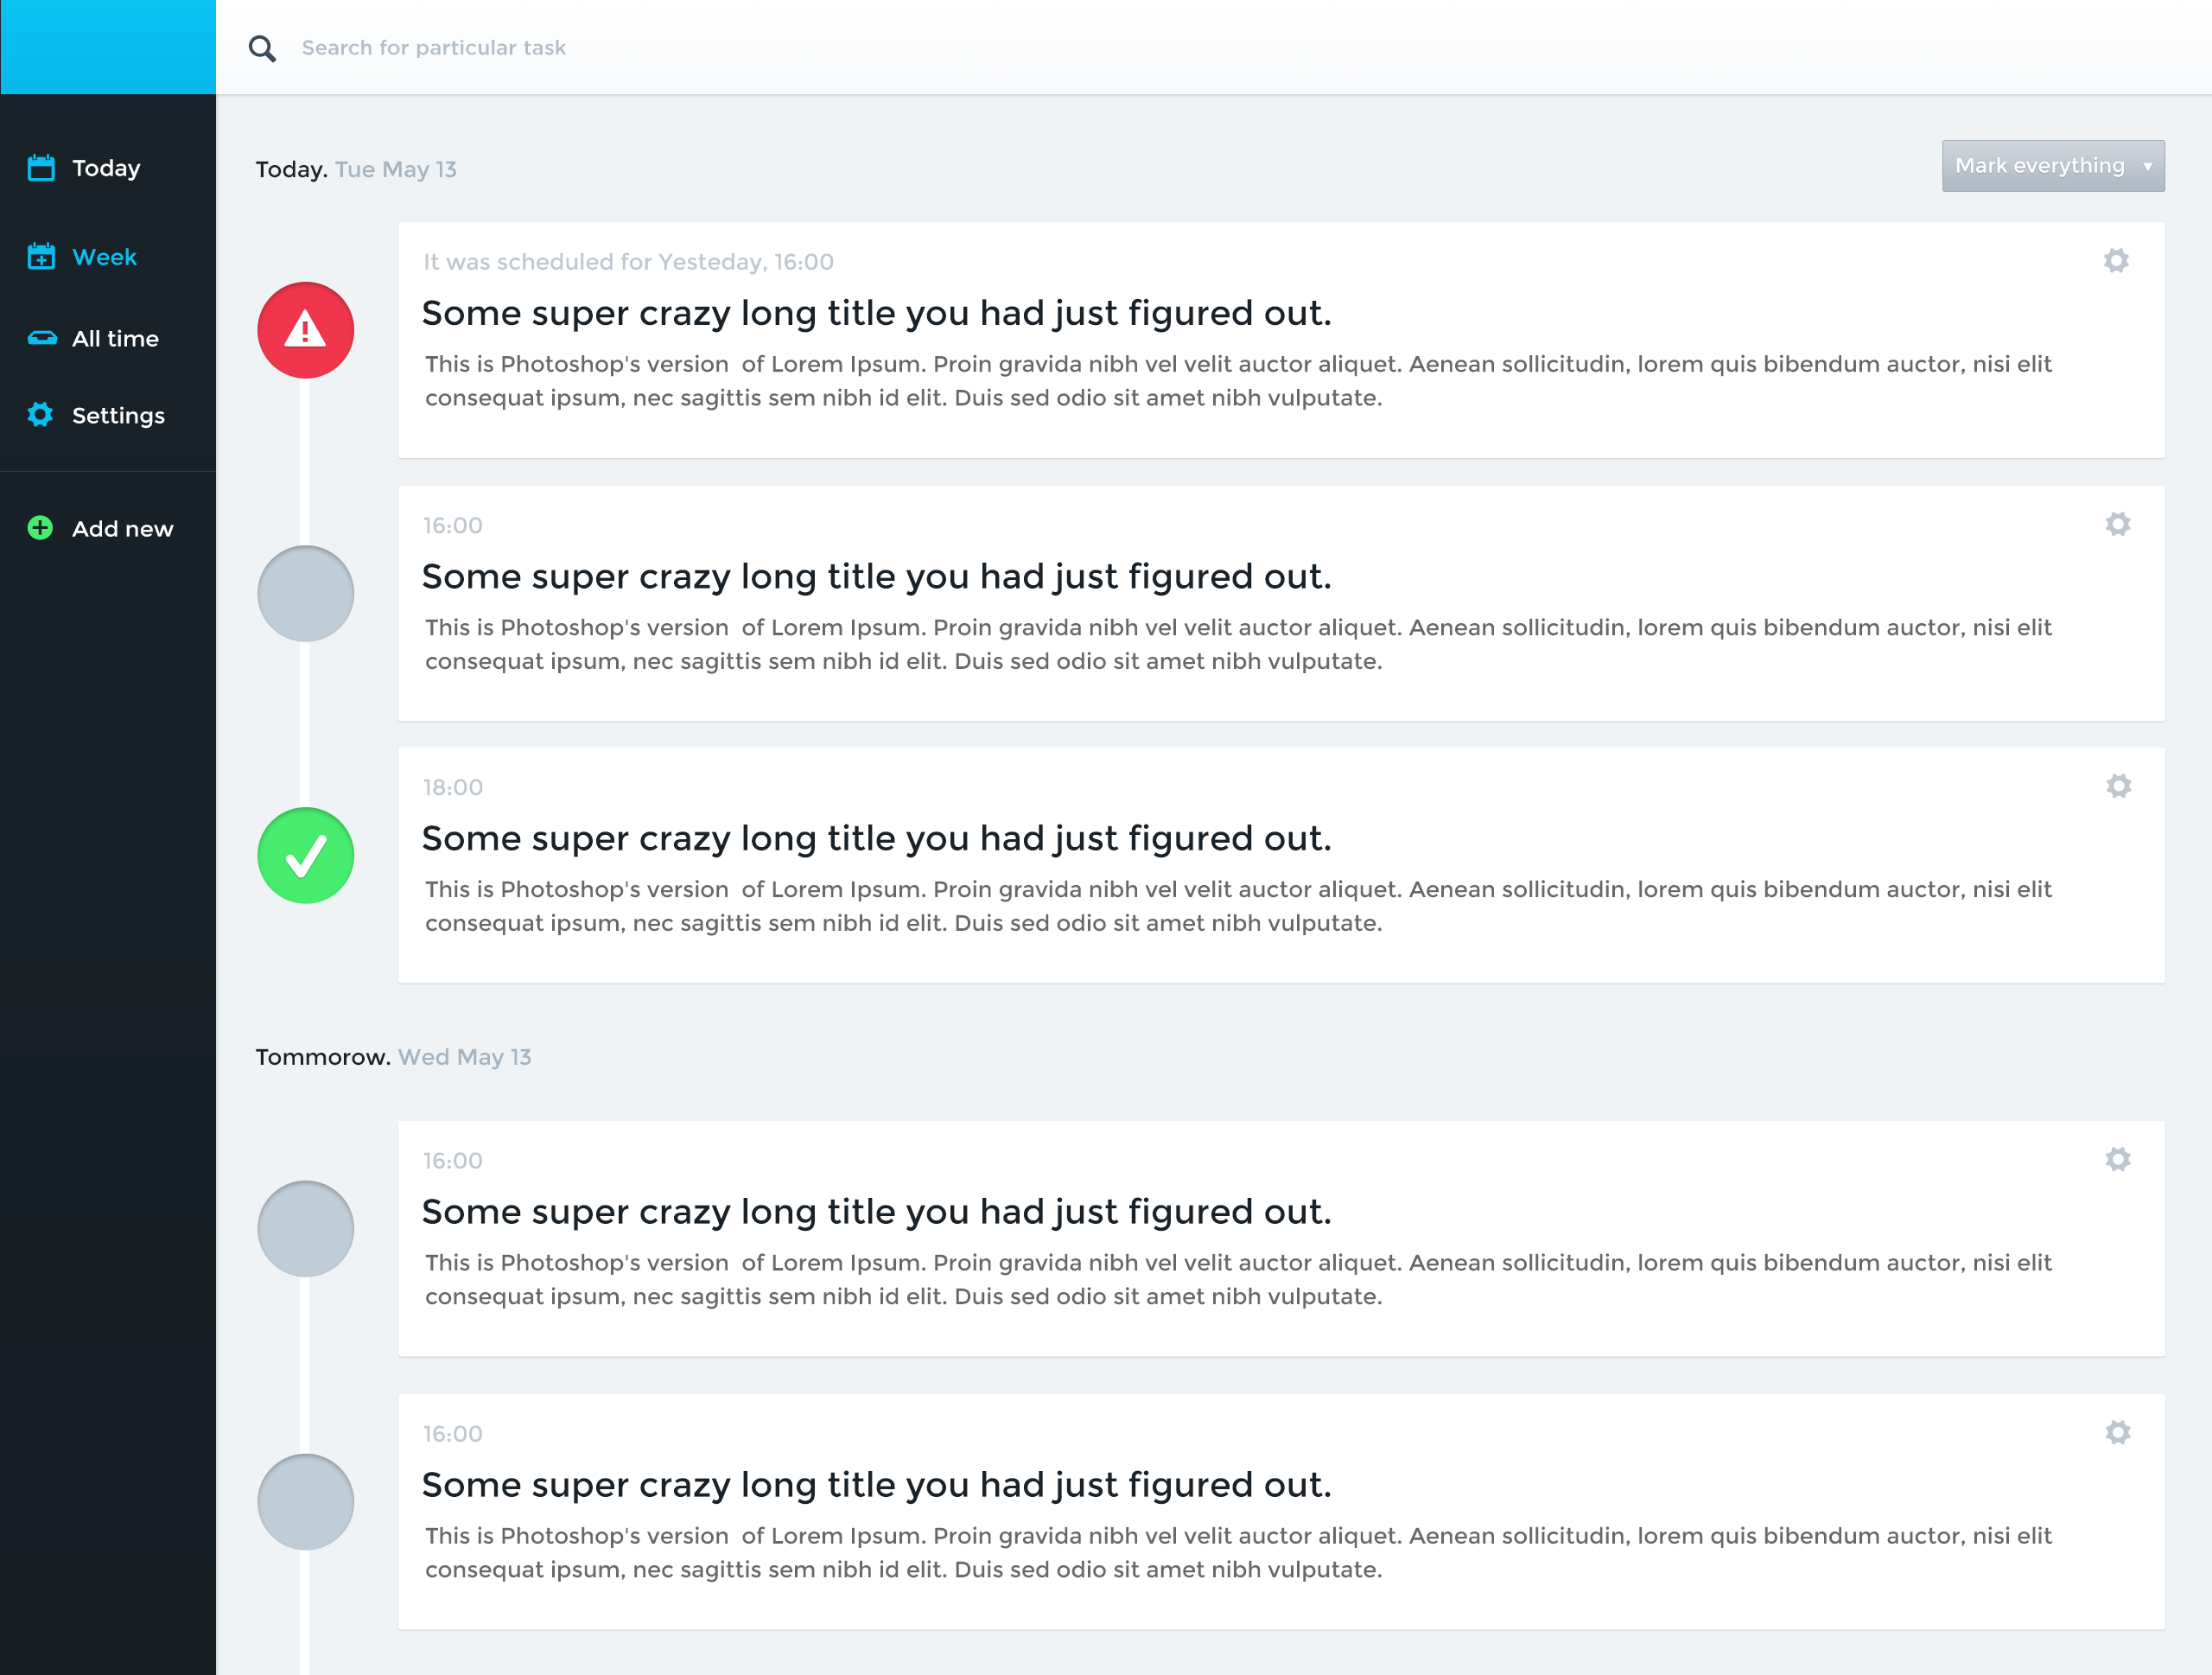 Search for particular task
Today
Week
All time
Settings
Add new
Today. Tue May 13
Mark everything
It was scheduled for Yesteday, 16:00
Some super crazy long title you had just figured out.
This is Photoshop's version  of Lorem Ipsum. Proin gravida nibh vel velit auctor aliquet. Aenean sollicitudin, lorem quis bibendum auctor, nisi elit
consequat ipsum, nec sagittis sem nibh id elit. Duis sed odio sit amet nibh vulputate.
16:00
Some super crazy long title you had just figured out.
This is Photoshop's version  of Lorem Ipsum. Proin gravida nibh vel velit auctor aliquet. Aenean sollicitudin, lorem quis bibendum auctor, nisi elit
consequat ipsum, nec sagittis sem nibh id elit. Duis sed odio sit amet nibh vulputate.
18:00
Some super crazy long title you had just figured out.
This is Photoshop's version  of Lorem Ipsum. Proin gravida nibh vel velit auctor aliquet. Aenean sollicitudin, lorem quis bibendum auctor, nisi elit
consequat ipsum, nec sagittis sem nibh id elit. Duis sed odio sit amet nibh vulputate.
Tommorow. Wed May 13
16:00
Some super crazy long title you had just figured out.
This is Photoshop's version  of Lorem Ipsum. Proin gravida nibh vel velit auctor aliquet. Aenean sollicitudin, lorem quis bibendum auctor, nisi elit
consequat ipsum, nec sagittis sem nibh id elit. Duis sed odio sit amet nibh vulputate.
16:00
Some super crazy long title you had just figured out.
This is Photoshop's version  of Lorem Ipsum. Proin gravida nibh vel velit auctor aliquet. Aenean sollicitudin, lorem quis bibendum auctor, nisi elit
consequat ipsum, nec sagittis sem nibh id elit. Duis sed odio sit amet nibh vulputate.